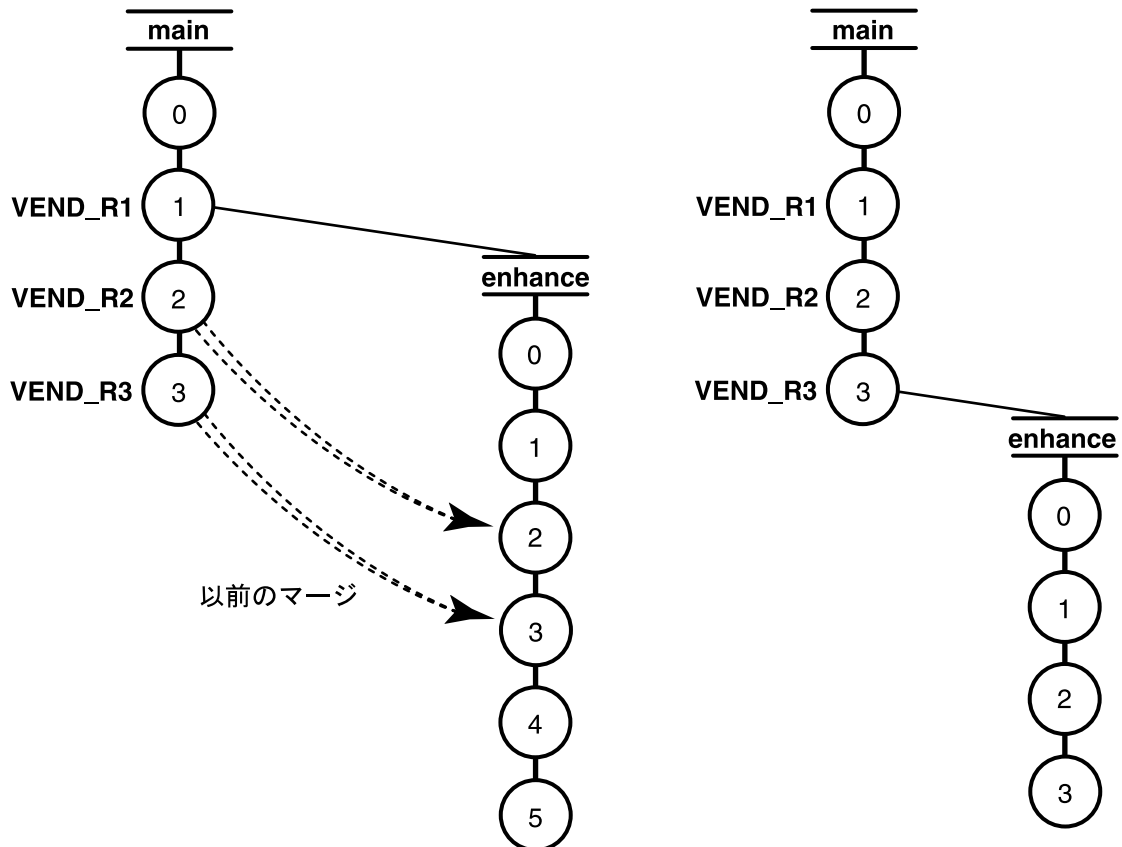 main
0
VEND_R1
1
VEND_R2
2
VEND_R3
3
enhance
0
1
2
3
4
5
以前のマージ
main
0
VEND_R1
1
VEND_R2
2
VEND_R3
3
enhance
0
1
2
3